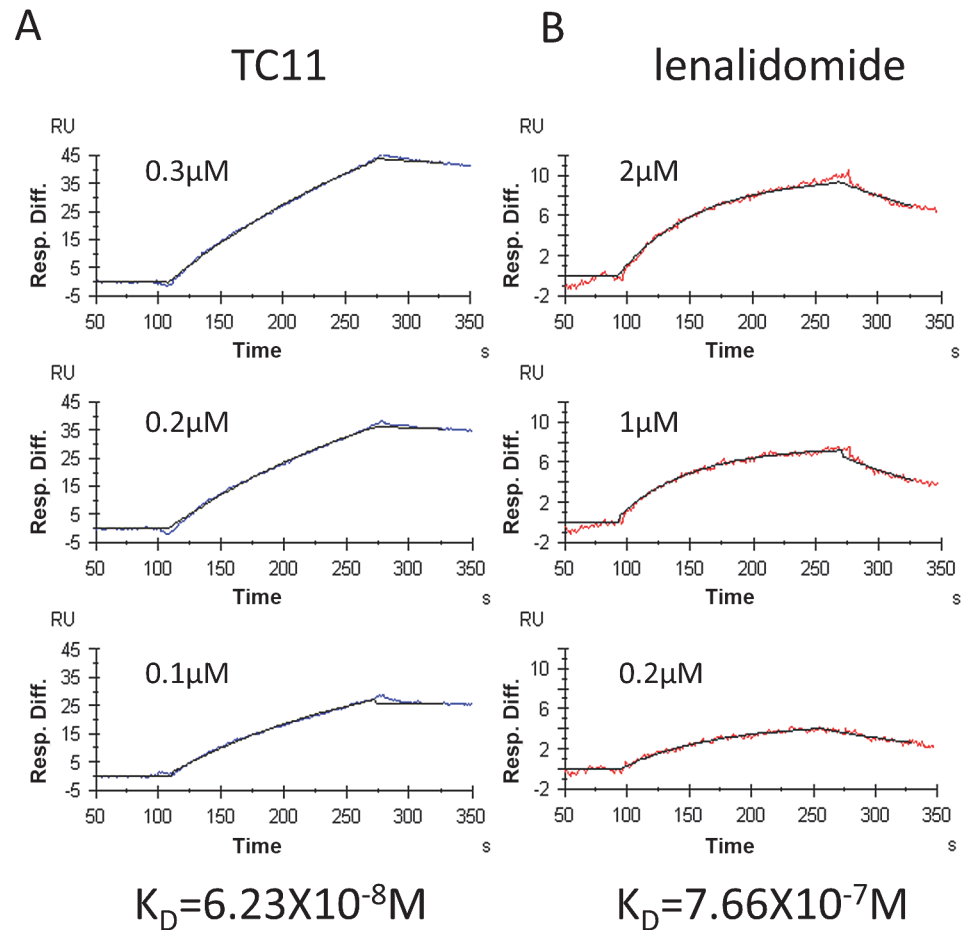 A
TC11
RU
0.3μM
45
35
25
15
5
-5
Resp. Diff.
50 100 150 200 250 300 350
Time
s
RU
0.2μM
45
35
25
15
5
-5
Resp. Diff.
50 100 150 200 250 300 350
Time
s
RU
0.1μM
45
35
25
15
5
-5
Resp. Diff.
50 100 150 200 250 300 350
Time
s
K_D=6.23X10^-8M
B
lenalidomide
RU
2μM
10
6
2
-2
Resp. Diff.
50 100 150 200 250 300 350
Time
s
RU
1μM
10
6
2
-2
Resp. Diff.
50 100 150 200 250 300 350
Time
s
RU
0.2μM
10
6
2
-2
Resp. Diff.
50 100 150 200 250 300 350
Time
s
K_D=7.66X10^-7M